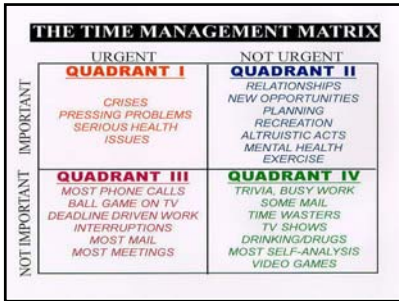 THE TIME MANAGEMENT MATRIX
URGENT
NOT URGENT
IMPORTANT
QUADRANT I
CRISES
PRESSING PROBLEMS
SERIOUS HEALTH
ISSUES
QUADRANT II
RELATIONSHIPS
NEW OPPORTUNITIES
PLANNING
RECREATION
ALTRUISTIC ACTS
MENTAL HEALTH
EXERCISE
NOT IMPORTANT
QUADRANT III
MOST PHONE CALLS
BALL GAME ON TV
DEADLINE DRIVEN WORK
INTERRUPTIONS
MOST MAIL
MOST MEETINGS
QUADRANT IV
TRIVIA, BUSY WORK
SOME MAIL
TIME WASTERS
TV SHOWS
DRINKING/DRUGS
MOST SELF-ANALYSIS
VIDEO GAMES